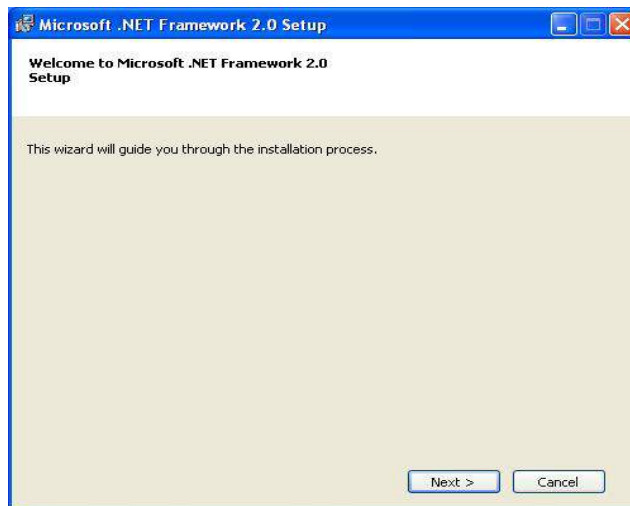 Microsoft .NET Framework 2.0 Setup
Welcome to Microsoft .NET Framework 2.0
Setup
This wizard will guide you through the installation process.
Next >
Cancel